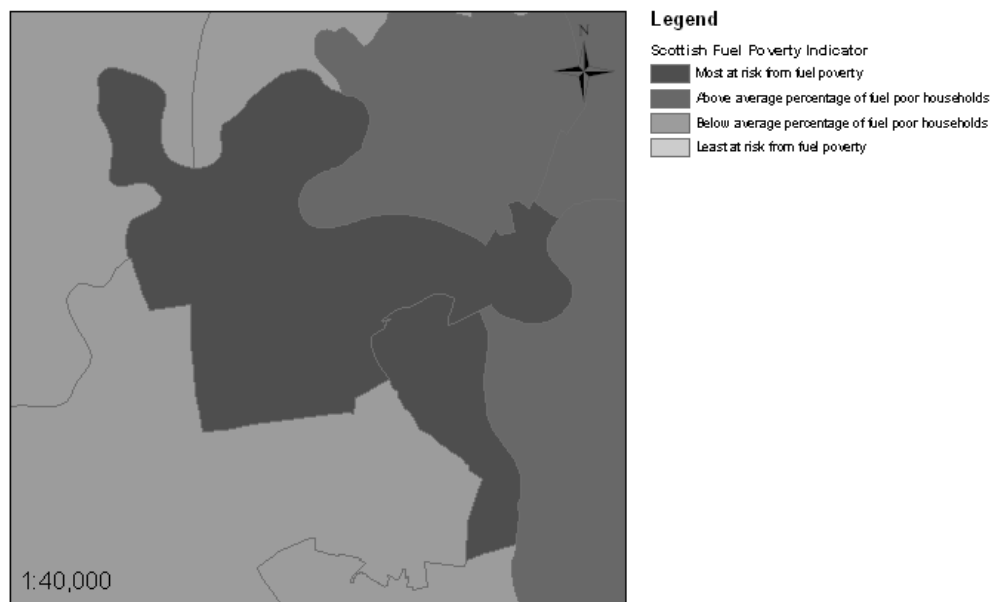 Legend
N
Scottish Fuel Poverty Indicator
Most at risk from fuel poverty
Above average percentage of fuel poor households
Below average percentage of fuel poor households
Least at risk from fuel poverty
1:40,000